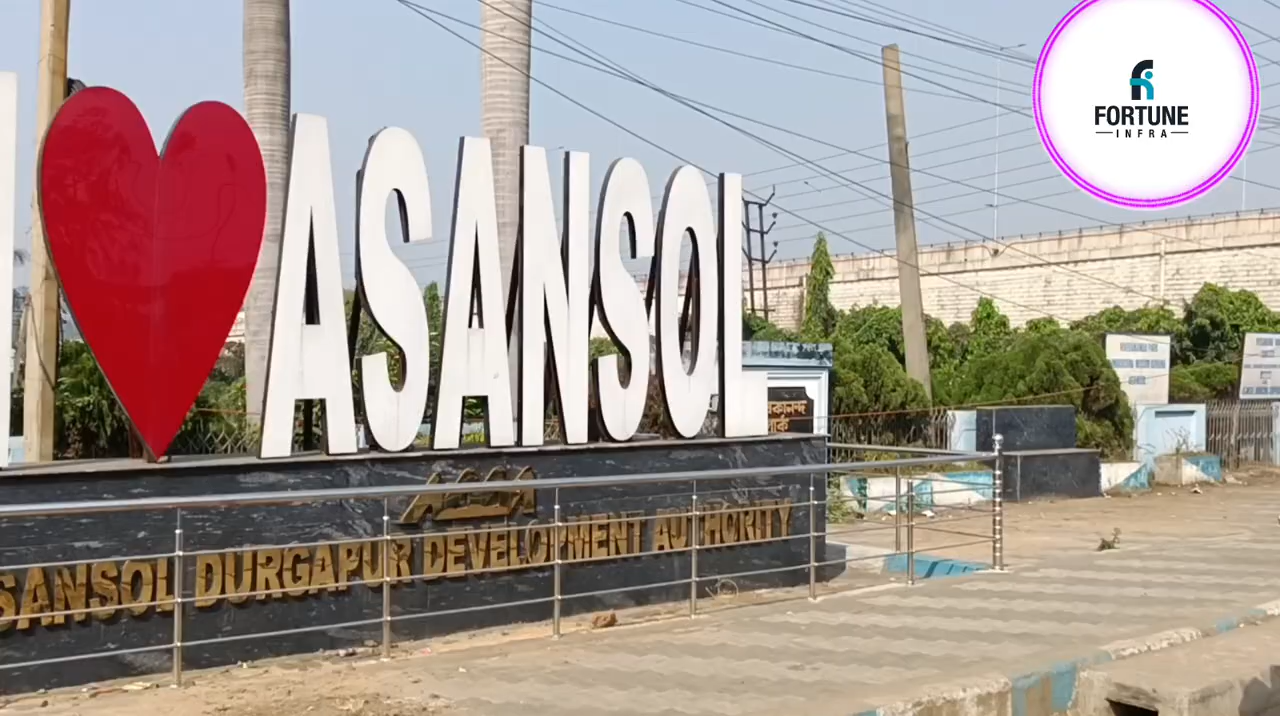 I ASANSOL
ADDA
ASANSOL DURGAPUR DEVELOPMENT AUTHORITY
FORTUNE
INFRA
পার্ক